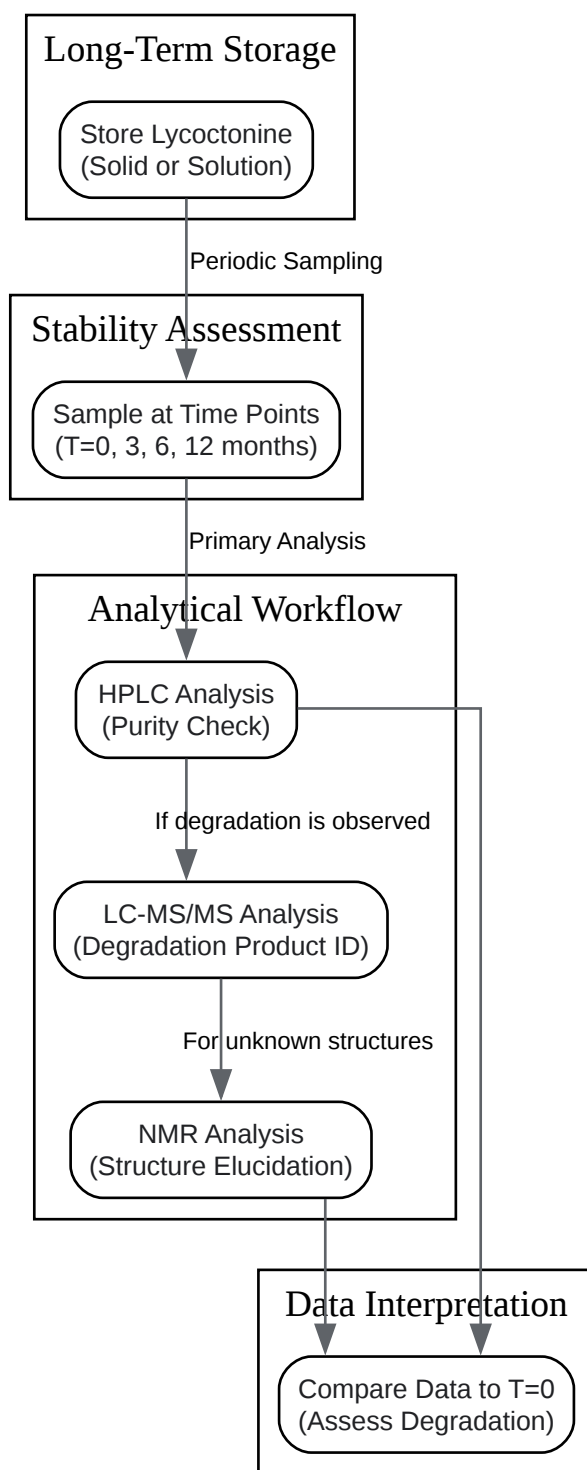 Long-Term Storage
Store Lycoctonine
(Solid or Solution)
Periodic Sampling
Stability Assessment
Sample at Time Points
(T=0, 3, 6, 12 months)
Primary Analysis
Analytical Workflow
HPLC Analysis
(Purity Check)
If degradation is observed
LC-MS/MS Analysis
(Degradation Product ID)
For unknown structures
NMR Analysis
(Structure Elucidation)
Data Interpretation
Compare Data to T=0
(Assess Degradation)